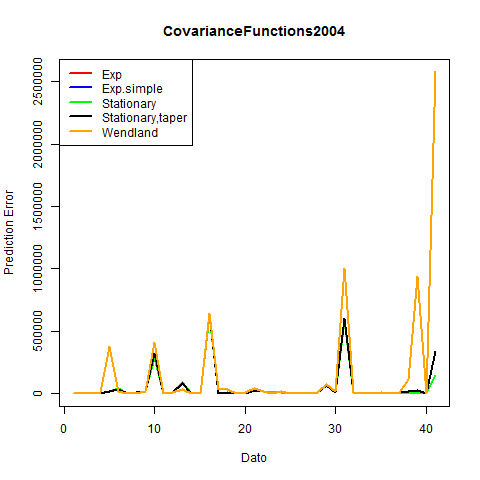 CovarianceFunctions2004
Prediction Error
2500000
2000000
1500000
1000000
500000
0
Exp
Exp.simple
Stationary
Stationary,taper
Wendland
0 10 20 30 40
Dato